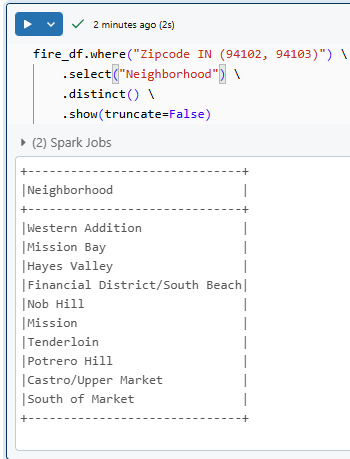 2 minutes ago (2s)
fire_df.where("Zipcode IN (94102, 94103)") \
    .select("Neighborhood") \
    .distinct() \
    .show(truncate=False)
(2) Spark Jobs
+------------------------------+
|Neighborhood                  |
+------------------------------+
|Western Addition              |
|Mission Bay                   |
|Hayes Valley                  |
|Financial District/South Beach|
|Nob Hill                      |
|Mission                       |
|Tenderloin                    |
|Potrero Hill                  |
|Castro/Upper Market           |
|South of Market               |
+------------------------------+